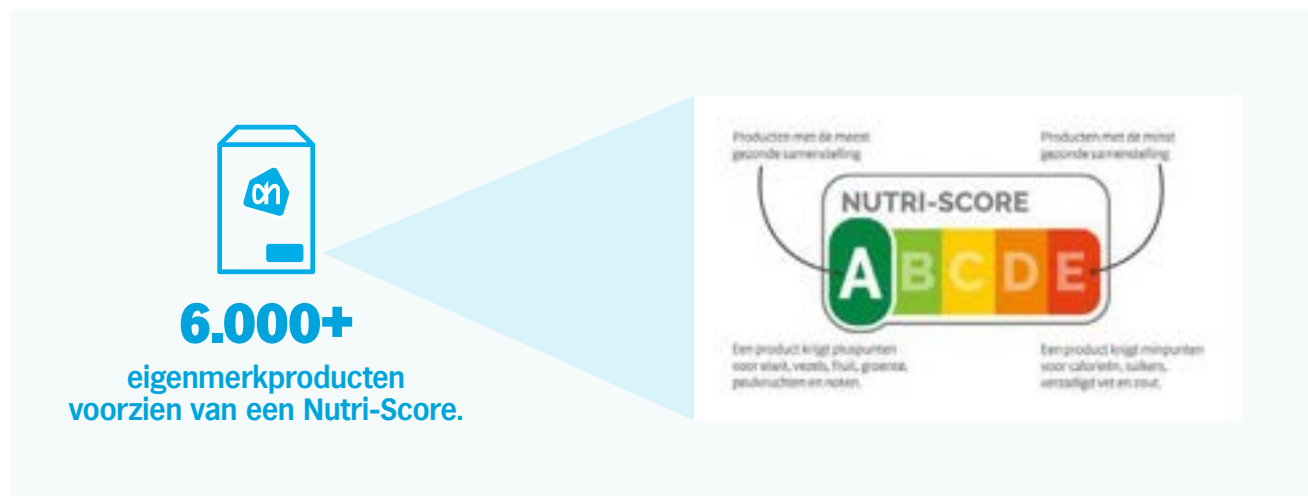 Producten met de meest
gezonde samenstelling
Producten met de minst
gezonde samenstelling
NUTRI-SCORE
A B C D E
Een product krijgt pluspunten
voor eiwit, vezels, fruit, groente,
peulvruchten en noten.
Een product krijgt minpunten
voor calorieën, suikers,
verzadigd vet en zout.
ah
6.000+
eigenmerkproducten
voorzien van een Nutri-Score.